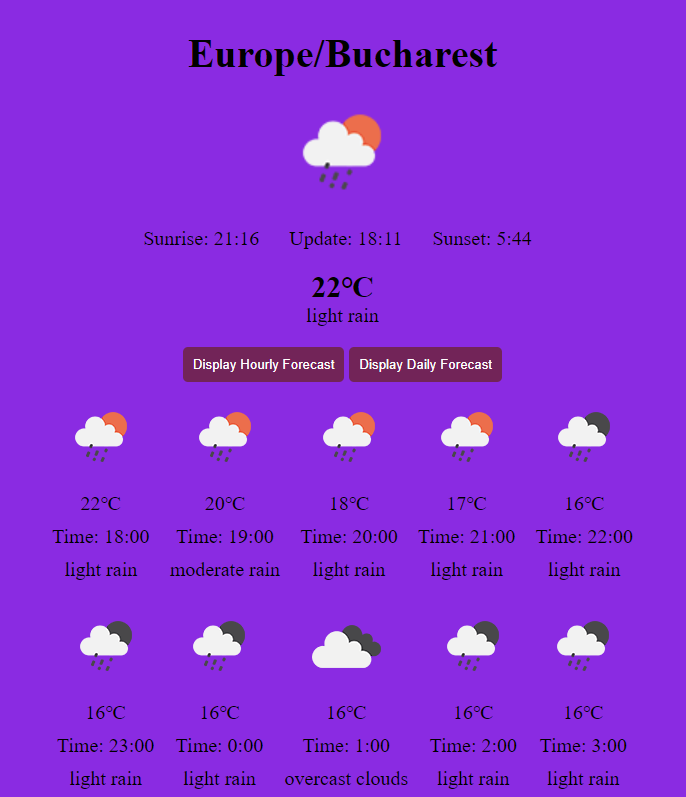 Europe/Bucharest
Sunrise: 21:16 Update: 18:11 Sunset: 5:44
22°C
light rain
Display Hourly Forecast Display Daily Forecast
22°C 20°C 18°C 17°C 16°C
Time: 18:00 Time: 19:00 Time: 20:00 Time: 21:00 Time: 22:00
light rain moderate rain light rain light rain light rain
16°C 16°C 16°C 16°C 16°C
Time: 23:00 Time: 0:00 Time: 1:00 Time: 2:00 Time: 3:00
light rain light rain overcast clouds light rain light rain